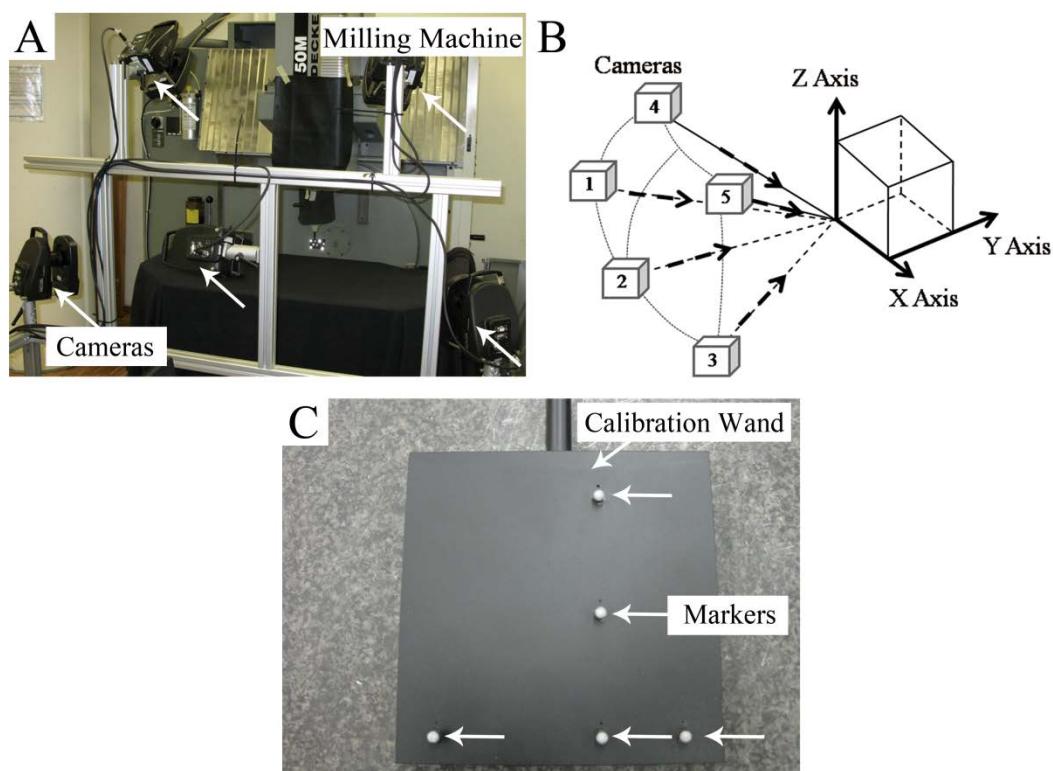 A
Milling Machine
50M
DECKE
Cameras
B
Cameras
Z Axis
4
1
5
2
3
Y Axis
X Axis
C
Calibration Wand
Markers